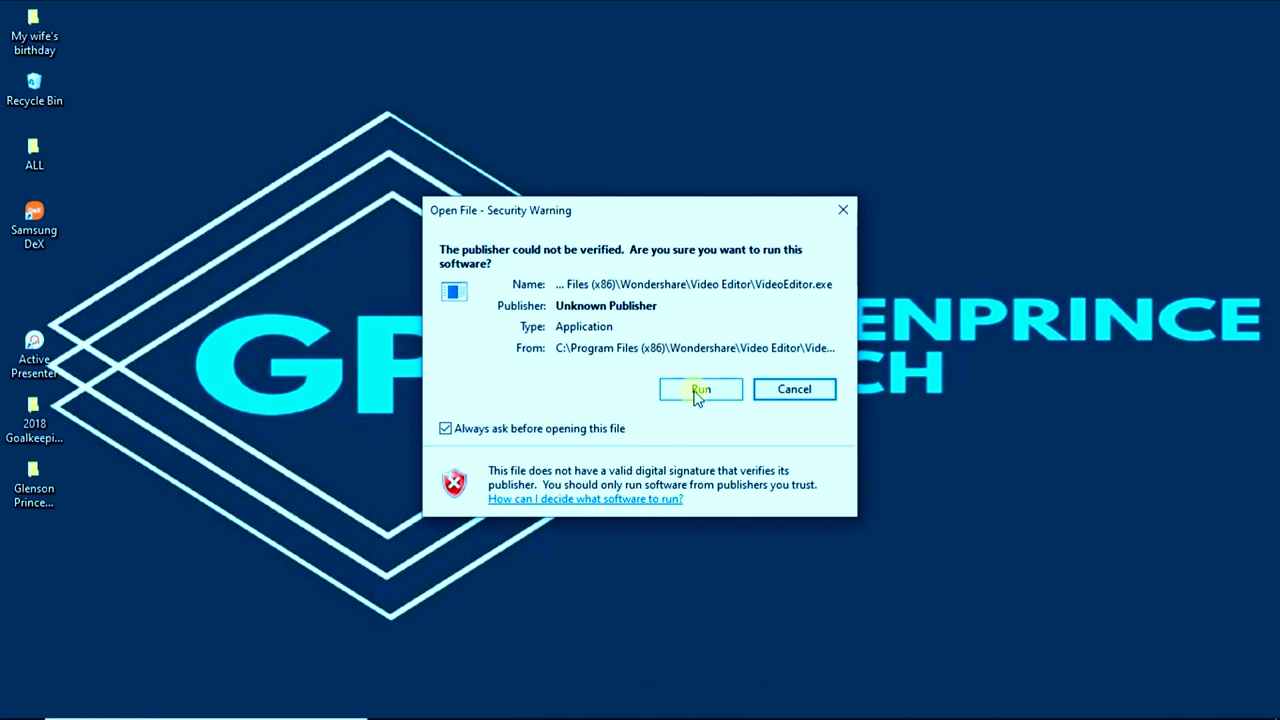 My wife's
birthday
Recycle Bin
ALL
Samsung
DeX
Active
Presenter
2018
Goalkeepi...
Glenson
Prince...
GP
ENPRINCE
CH
Open File - Security Warning
The publisher could not be verified. Are you sure you want to run this
software?
Name: ... Files (x86)\Wondershare\Video Editor\VideoEditor.exe
Publisher: Unknown Publisher
Type: Application
From: C:\Program Files (x86)\Wondershare\Video Editor\Vide...
Run Cancel
Always ask before opening this file
This file does not have a valid digital signature that verifies its
publisher. You should only run software from publishers you trust.
How can I decide what software to run?